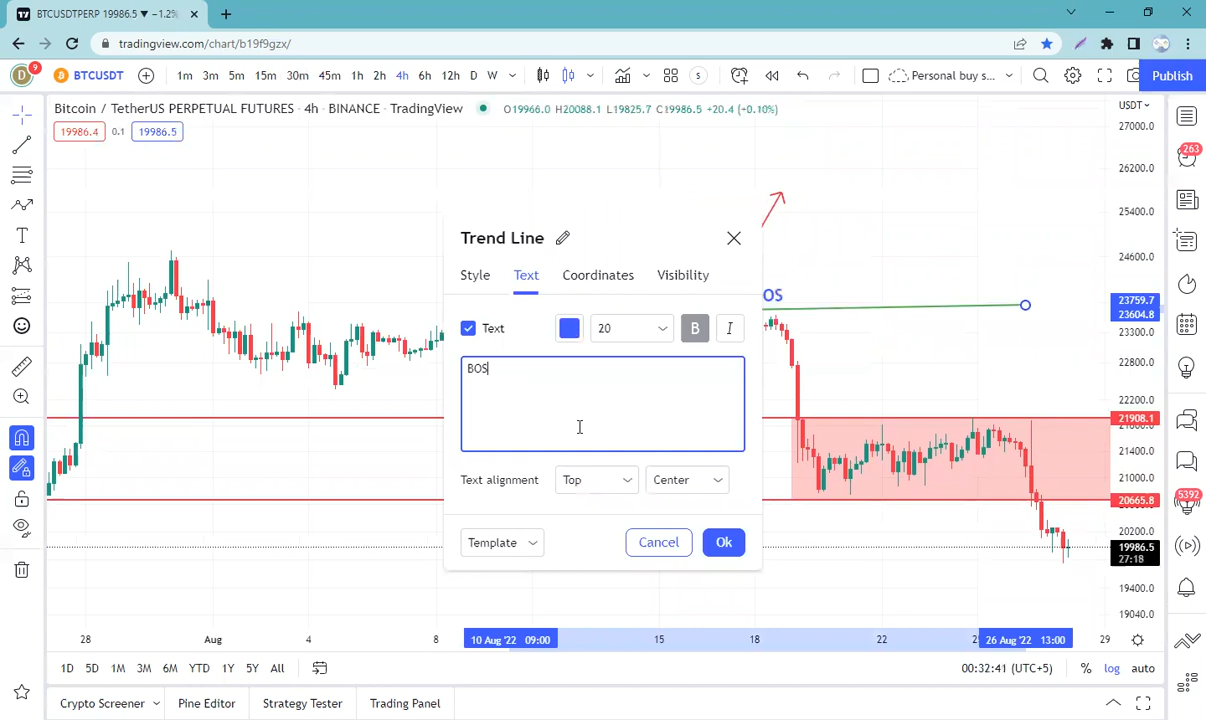 BTCUSDTPERP 19986.5 ▼ −1.2%
tradingview.com/chart/b19f9gzx/
D 9 BTCUSDT 1m 3m 5m 15m 30m 45m 1h 2h 4h 6h 12h D W S Personal buy s... Publish
Bitcoin / TetherUS PERPETUAL FUTURES · 4h · BINANCE · TradingView O19966.0 H20088.1 L19825.7 C19986.5 +20.4 (+0.10%) USDT
19986.4 0.1 19986.5
27000.0
263
26200.0
25400.0
Trend Line
24600.0
Style Text Coordinates Visibility
OS
23759.7
23604.8
Text 20 B I
23300.0
BOS
22800.0
22200.0
21908.1
21400.0
21000.0
Text alignment Top Center
20665.8
5392
20200.0
Template Cancel Ok
19986.5
27:18
19400.0
19040.0
28 Aug 4 8 10 Aug '22 09:00 15 18 22 26 Aug '22 13:00 29
1D 5D 1M 3M 6M YTD 1Y 5Y All 00:32:41 (UTC+5) % log auto
Crypto Screener Pine Editor Strategy Tester Trading Panel